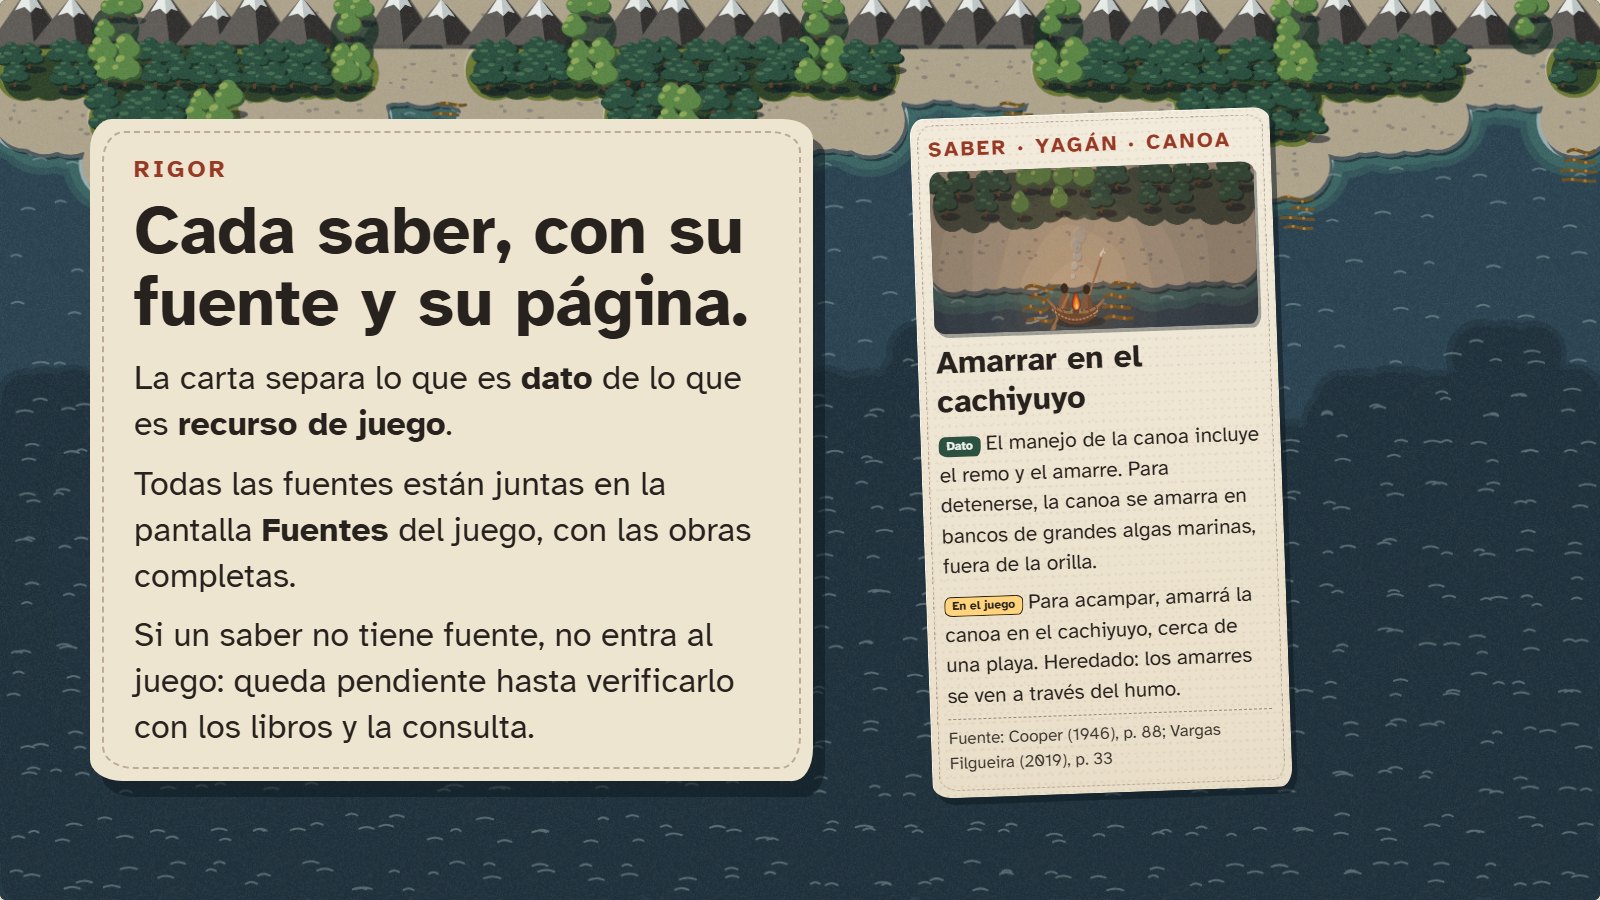 RIGOR
Cada saber, con su
fuente y su página.
La carta separa lo que es dato de lo que
es recurso de juego.
Todas las fuentes están juntas en la
pantalla Fuentes del juego, con las obras
completas.
Si un saber no tiene fuente, no entra al
juego: queda pendiente hasta verificarlo
con los libros y la consulta.
SABER · YAGÁN · CANOA
Amarrar en el
cachiyuyo
Dato El manejo de la canoa incluye
el remo y el amarre. Para
detenerse, la canoa se amarra en
bancos de grandes algas marinas,
fuera de la orilla.
En el juego Para acampar, amarrá la
canoa en el cachiyuyo, cerca de
una playa. Heredado: los amarres
se ven a través del humo.
Fuente: Cooper (1946), p. 88; Vargas
Filgueira (2019), p. 33